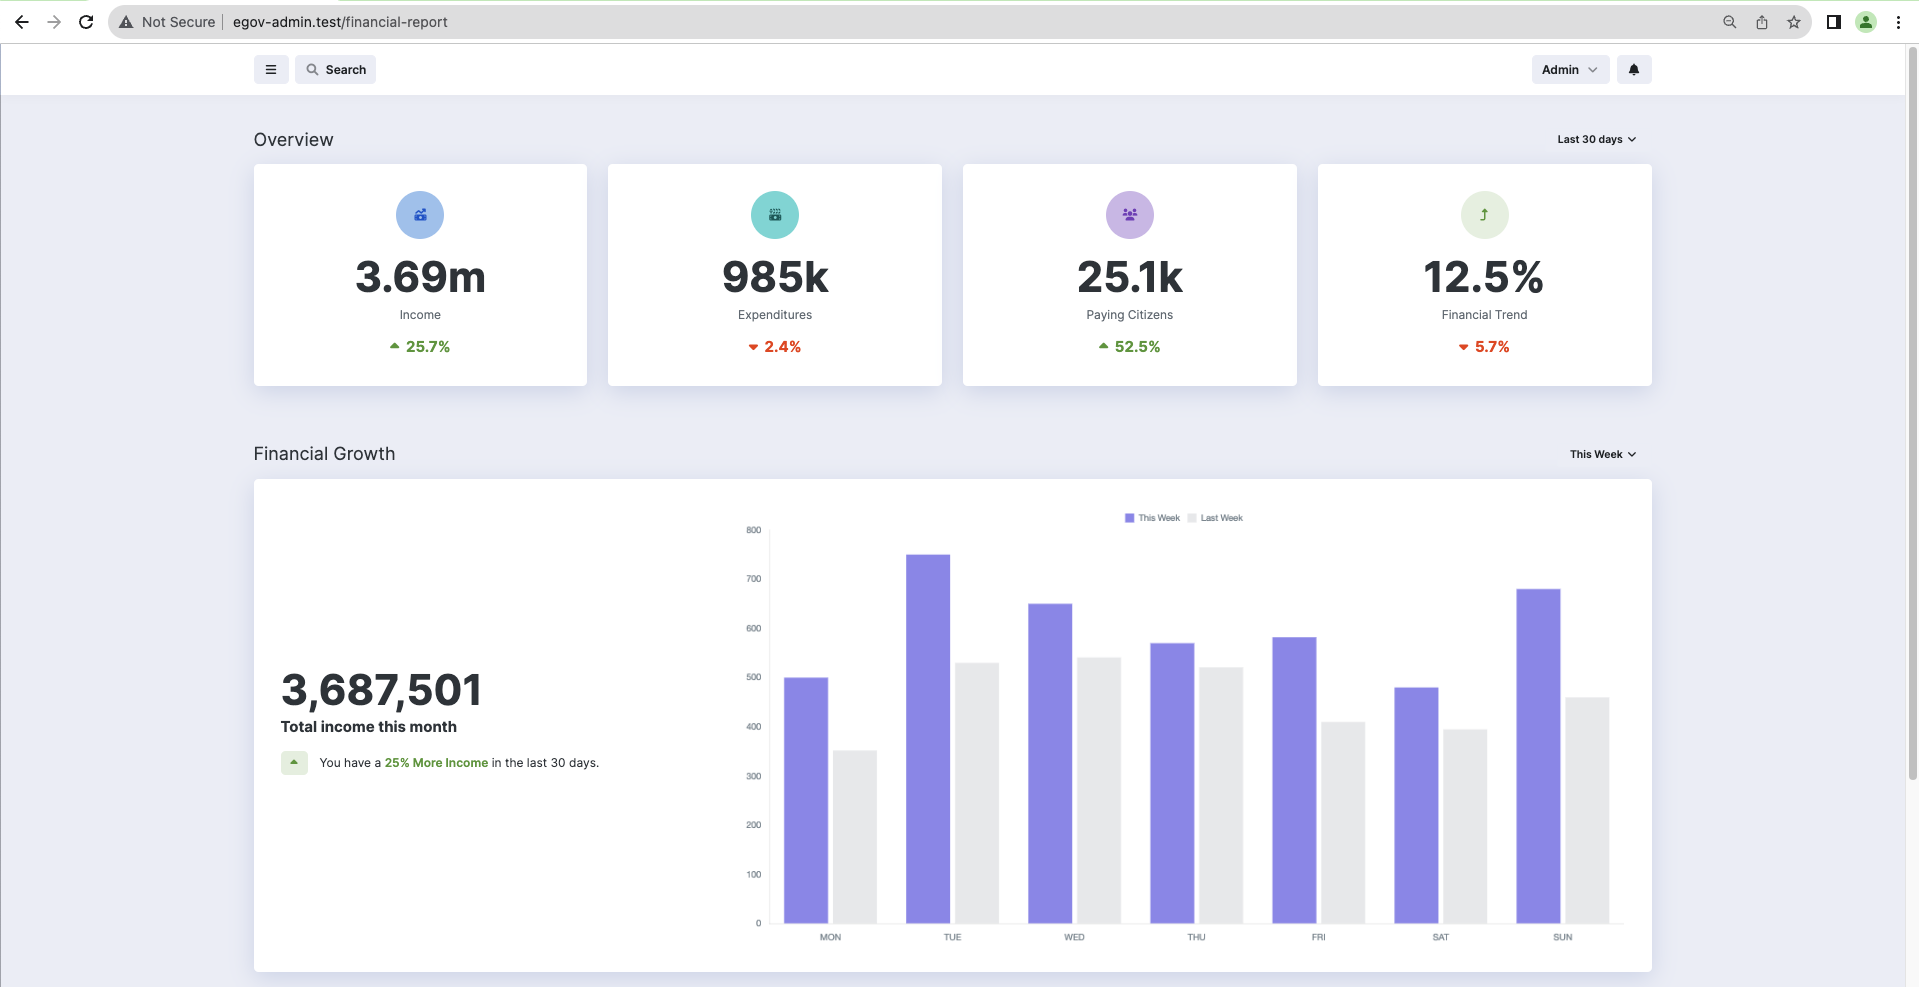 Not Secure | egov-admin.test/financial-report
Search
Admin
Overview
Last 30 days
3.69m
Income
25.7%
985k
Expenditures
2.4%
25.1k
Paying Citizens
52.5%
12.5%
Financial Trend
5.7%
Financial Growth
This Week
3,687,501
Total income this month
You have a 25% More Income in the last 30 days.
This Week Last Week
800
700
600
500
400
300
200
100
0
MON TUE WED THU FRI SAT SUN